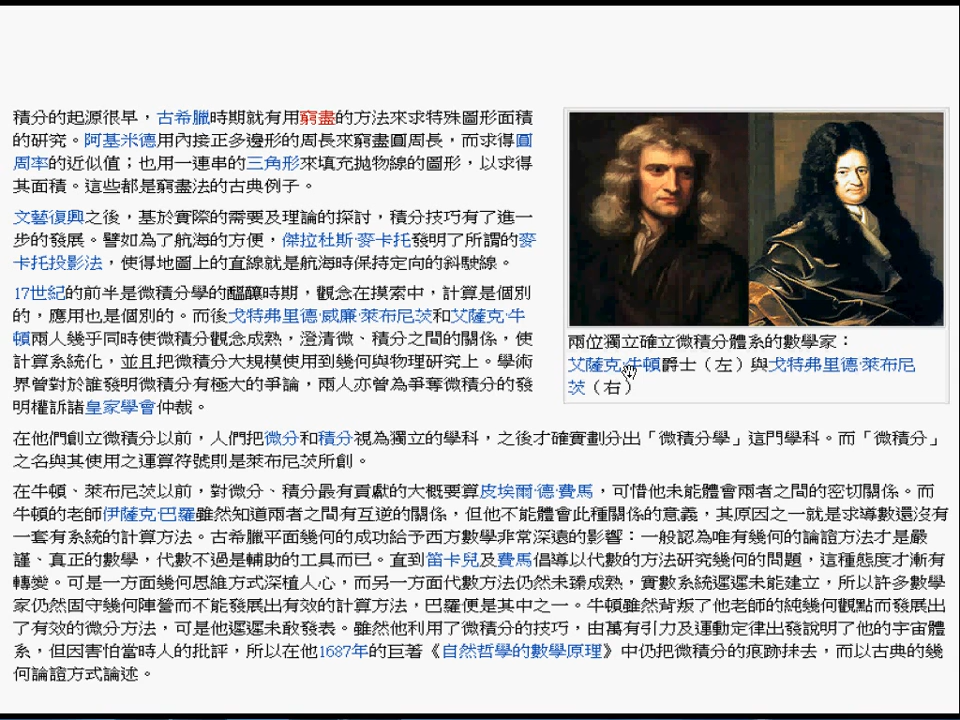 積分的起源很早，古希臘時期就有用窮盡的方法來求特殊圖形面積
的研究。阿基米德用內接正多邊形的周長來窮盡圓周長，而求得圓
周率的近似值；也用一連串的三角形來填充拋物線的圖形，以求得
其面積。這些都是窮盡法的古典例子。
文藝復興之後，基於實際的需要及理論的探討，積分技巧有了進一
步的發展。譬如為了航海的方便，傑拉杜斯·麥卡托發明了所謂的麥
卡托投影法，使得地圖上的直線就是航海時保持定向的斜駛線。
17世紀的前半是微積分學的醞釀時期，觀念在摸索中，計算是個別
的，應用也是個別的。而後戈特弗里德·威廉·萊布尼茨和艾薩克·牛
頓兩人幾乎同時使微積分觀念成熟，澄清微、積分之間的關係，使
計算系統化，並且把微積分大規模使用到幾何與物理研究上。學術
界曾對於誰發明微積分有極大的爭論，兩人亦曾為爭奪微積分的發
明權訴諸皇家學會仲裁。
兩位獨立確立微積分體系的數學家：
艾薩克·牛頓爵士（左）與戈特弗里德·萊布尼
茨（右）
在他們創立微積分以前，人們把微分和積分視為獨立的學科，之後才確實劃分出「微積分學」這門學科。而「微積分」
之名與其使用之運算符號則是萊布尼茨所創。
在牛頓、萊布尼茨以前，對微分、積分最有貢獻的大概要算皮埃爾·德·費馬，可惜他未能體會兩者之間的密切關係。而
牛頓的老師伊薩克·巴羅雖然知道兩者之間有互逆的關係，但他不能體會此種關係的意義，其原因之一就是求導數還沒有
一套有系統的計算方法。古希臘平面幾何的成功給予西方數學非常深遠的影響：一般認為唯有幾何的論證方法才是嚴
謹、真正的數學，代數不過是輔助的工具而已。直到笛卡兒及費馬倡導以代數的方法研究幾何的問題，這種態度才漸有
轉變。可是一方面幾何思維方式深植人心，而另一方面代數方法仍然未臻成熟，實數系統遲遲未能建立，所以許多數學
家仍然固守幾何陣營而不能發展出有效的計算方法，巴羅便是其中之一。牛頓雖然背叛了他老師的純幾何觀點而發展出
了有效的微分方法，可是他遲遲未敢發表。雖然他利用了微積分的技巧，由萬有引力及運動定律出發說明了他的宇宙體
系，但因害怕當時人的批評，所以在他1687年的巨著《自然哲學的數學原理》中仍把微積分的痕跡抹去，而以古典的幾
何論證方式論述。